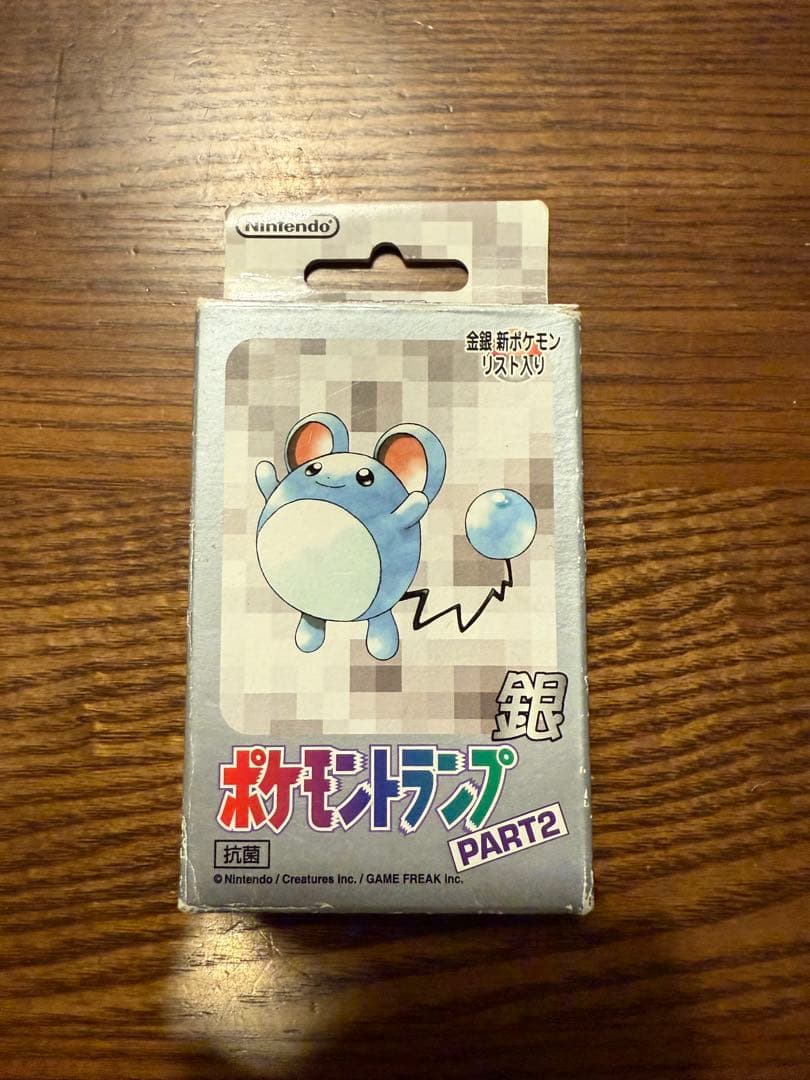 Nintendo®
金銀 新ポケモン
リスト入り
銀
ポケモントランプ
PART2
抗菌
©Nintendo / Creatures inc. / GAME FREAK inc.